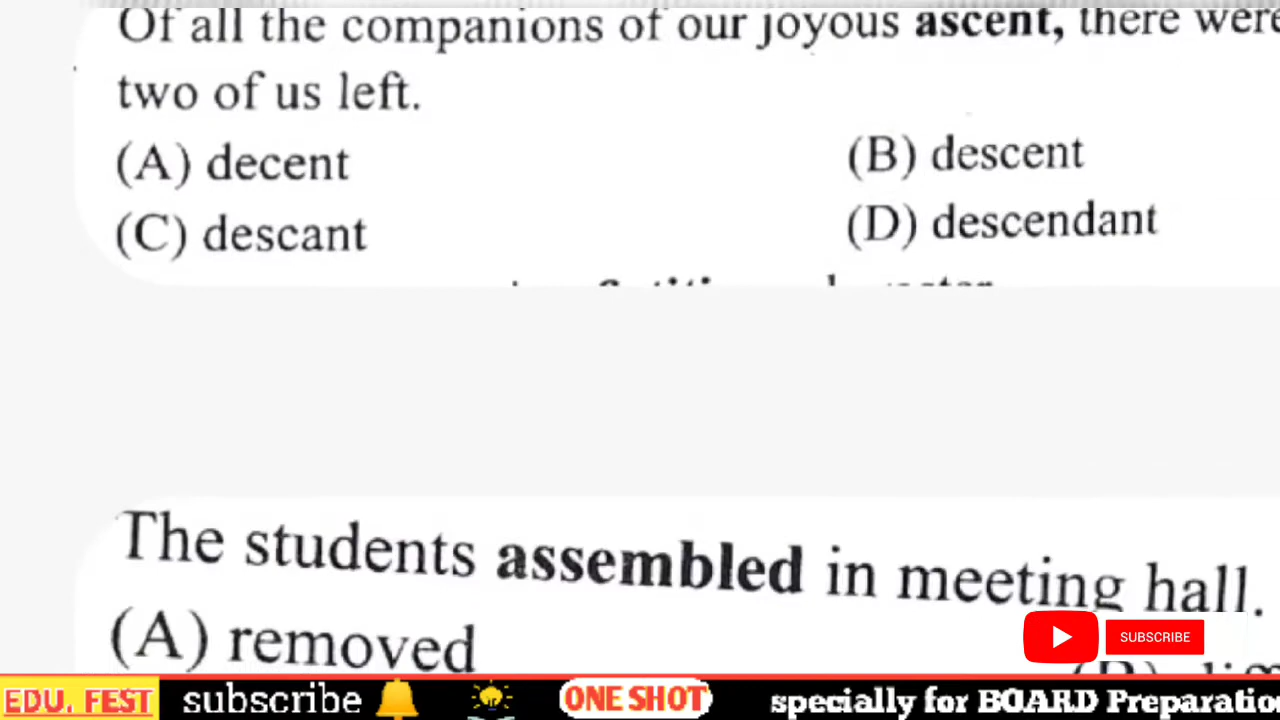 Of all the companions of our joyous ascent, there were
two of us left.
(A) decent
(B) descent
(C) descant
(D) descendant
The students assembled in meeting hall.
(A) removed
SUBSCRIBE
EDU. FEST subscribe ONE SHOT specially for BOARD Preparatio